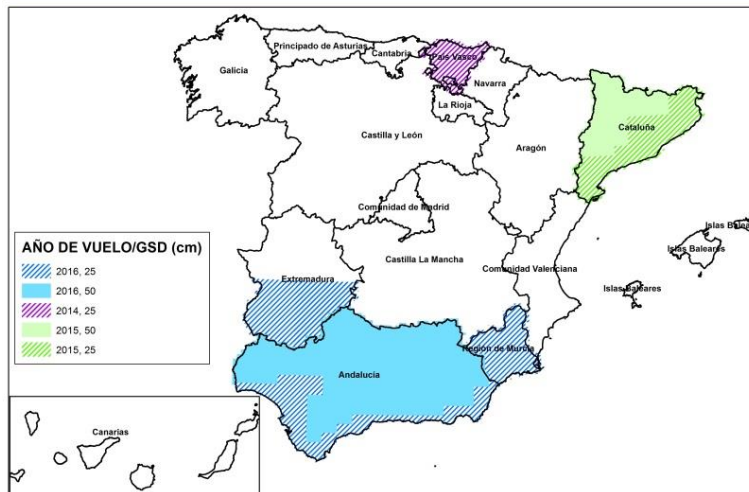 Principado de Asturias
Cantabria
País Vasco
Galicia
Navarra
La Rioja
Cataluña
Castilla y León
Aragón
Comunidad de Madrid
Islas Baleares
Islas Baleares
Castilla La Mancha
Comunidad Valenciana
Extremadura
Islas Baleares
Región de Murcia
Andalucía
Canarias
AÑO DE VUELO/GSD (cm)
2016, 25
2016, 50
2014, 25
2015, 50
2015, 25